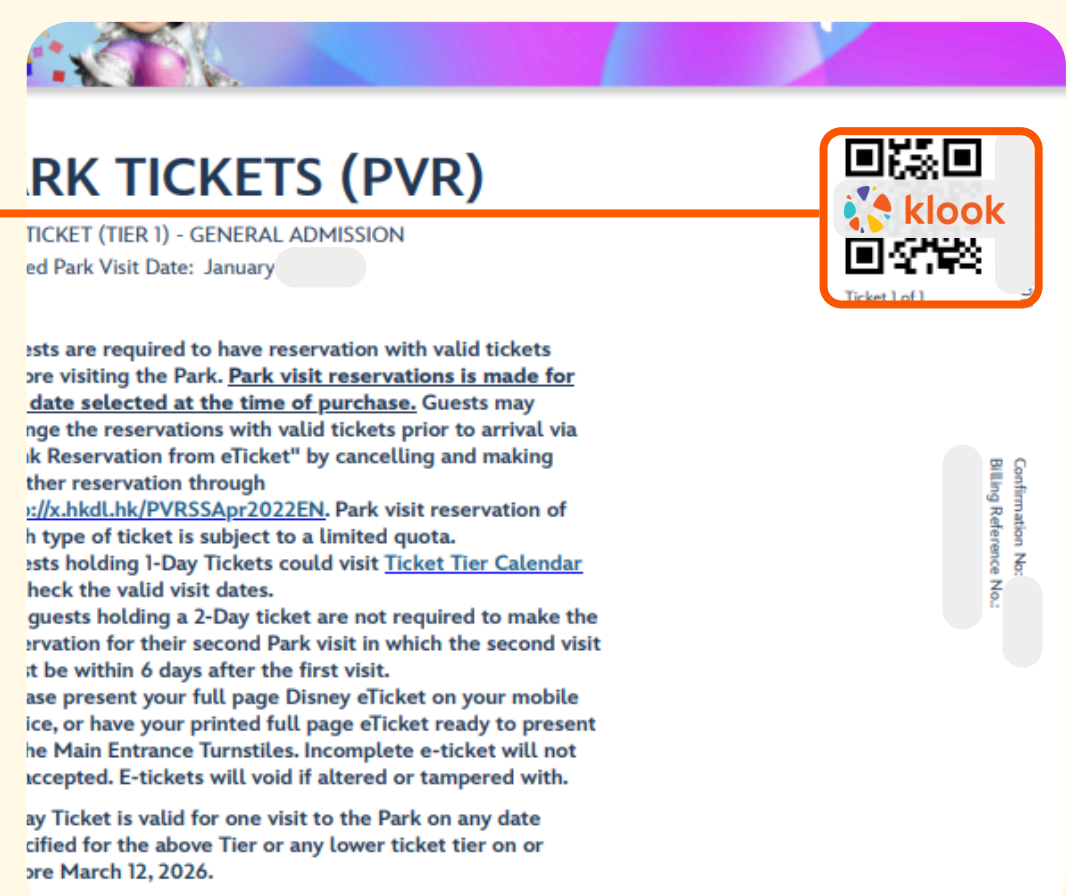 RK TICKETS (PVR)
TICKET (TIER 1) - GENERAL ADMISSION
ed Park Visit Date: January
klook
Ticket 1 of 1
ests are required to have reservation with valid tickets
ore visiting the Park. Park visit reservations is made for
date selected at the time of purchase. Guests may
nge the reservations with valid tickets prior to arrival via
k Reservation from eTicket" by cancelling and making
ther reservation through
://x.hkdl.hk/PVRSSApr2022EN. Park visit reservation of
h type of ticket is subject to a limited quota.
ests holding 1-Day Tickets could visit Ticket Tier Calendar
heck the valid visit dates.
guests holding a 2-Day ticket are not required to make the
ervation for their second Park visit in which the second visit
st be within 6 days after the first visit.
ase present your full page Disney eTicket on your mobile
ice, or have your printed full page eTicket ready to present
he Main Entrance Turnstiles. Incomplete e-ticket will not
accepted. E-tickets will void if altered or tampered with.
ay Ticket is valid for one visit to the Park on any date
cified for the above Tier or any lower ticket tier on or
ore March 12, 2026.
Confirmation No:
Billing Reference No.: